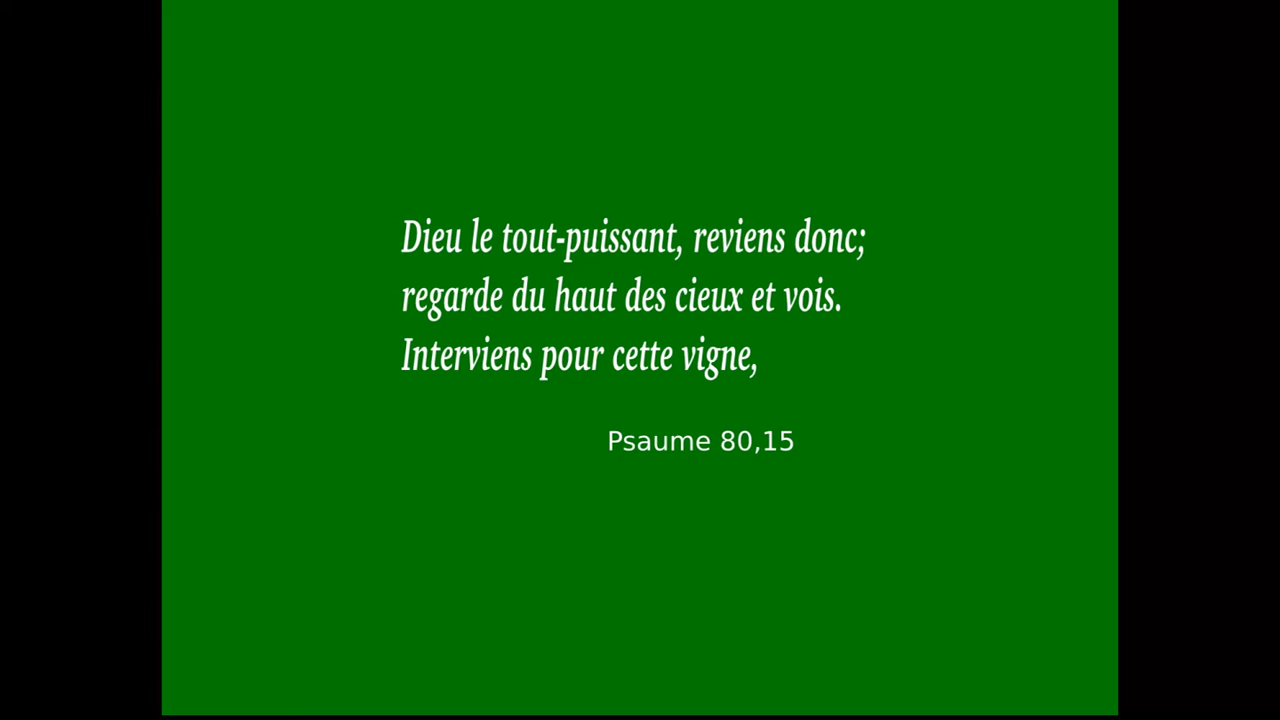 Dieu le tout-puissant, reviens donc;
regarde du haut des cieux et vois.
Interviens pour cette vigne,
Psaume 80,15